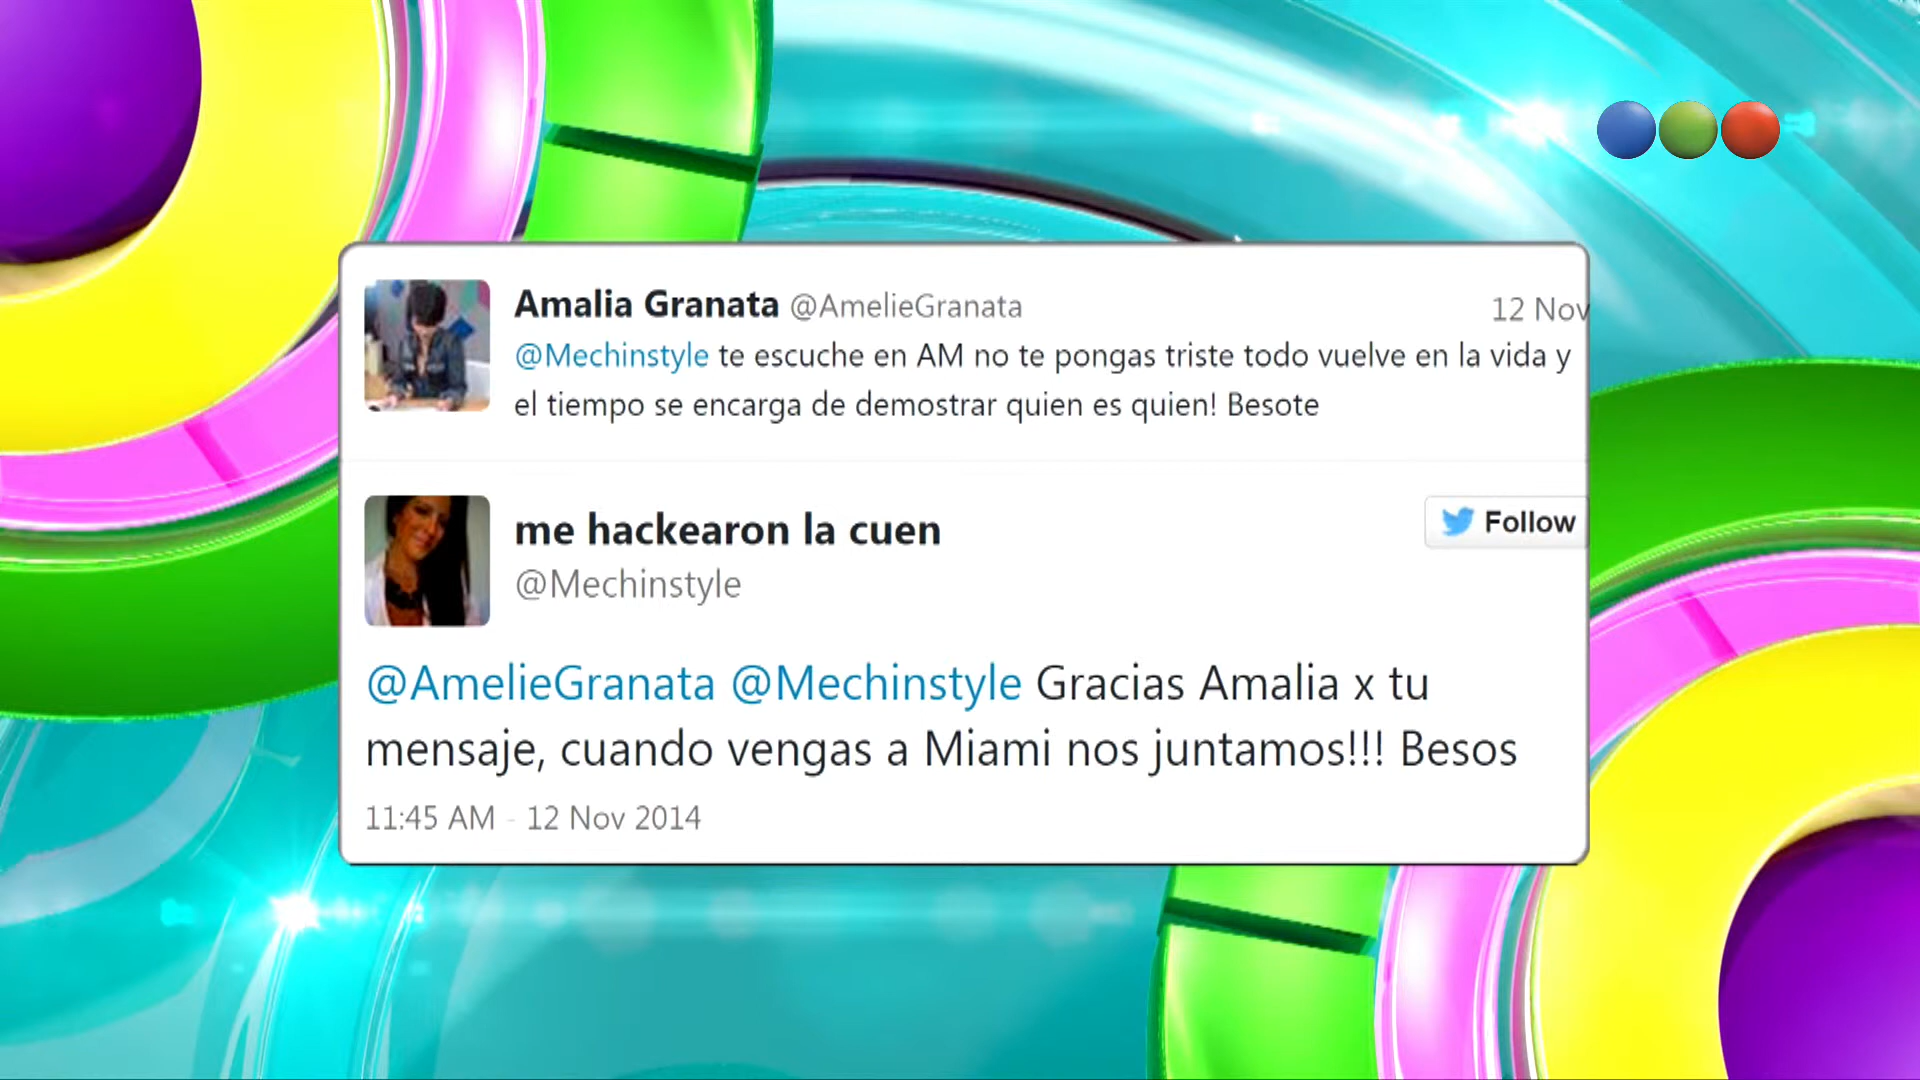 Amalia Granata @AmelieGranata 12 Nov
@Mechinstyle te escuche en AM no te pongas triste todo vuelve en la vida y
el tiempo se encarga de demostrar quien es quien! Besote
me hackearon la cuen
Follow
@Mechinstyle
@AmelieGranata @Mechinstyle Gracias Amalia x tu
mensaje, cuando vengas a Miami nos juntamos!!! Besos
11:45 AM - 12 Nov 2014